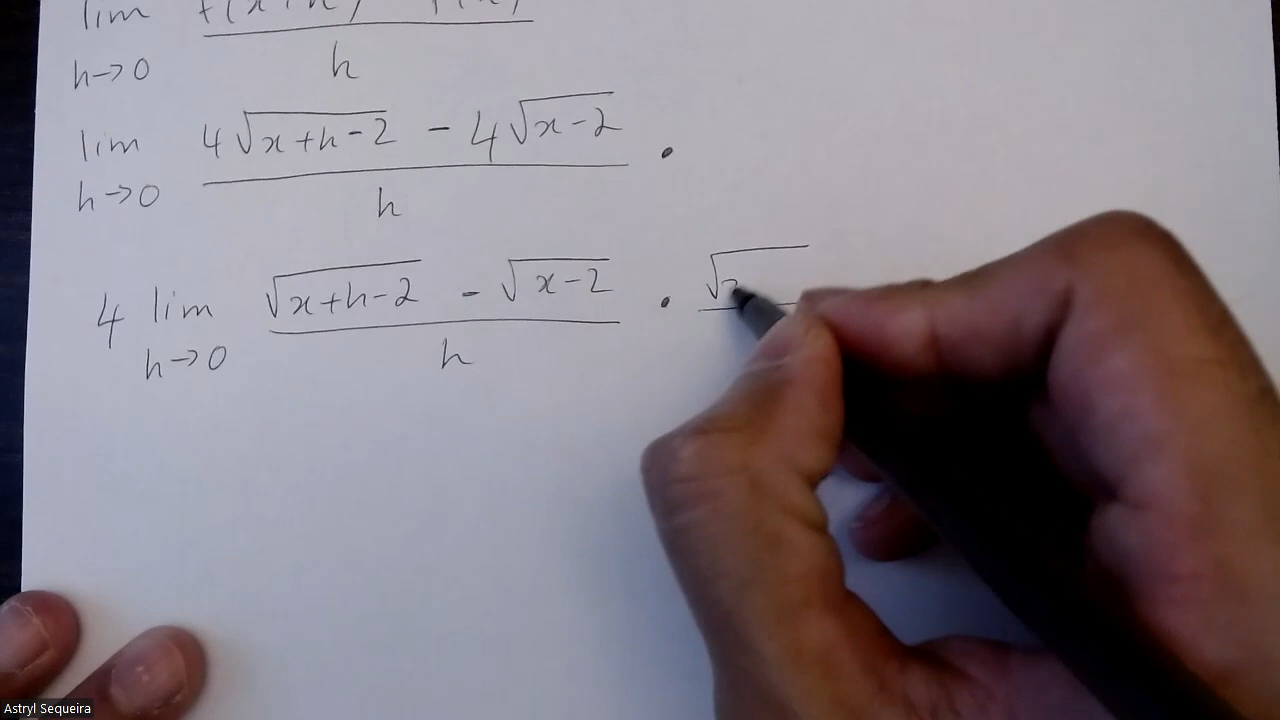 lim f(x+h) - f(x)
h→0 h
lim 4√x+h-2 - 4√x-2 ·
h→0 h
4 lim √x+h-2 - √x-2 · √
h→0 h
Astryl Sequeira